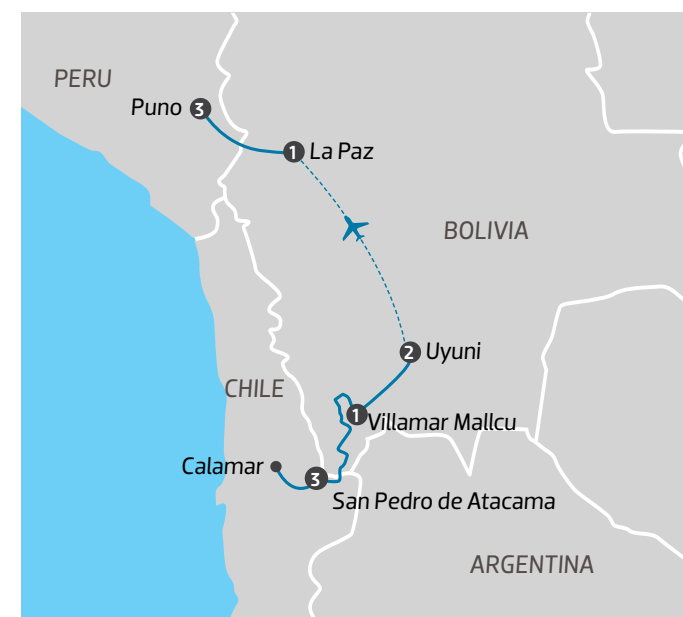 PERU
Puno 3
1 La Paz
BOLIVIA
2 Uyuni
CHILE
1 Villamar Mallcu
Calamar
3
San Pedro de Atacama
ARGENTINA